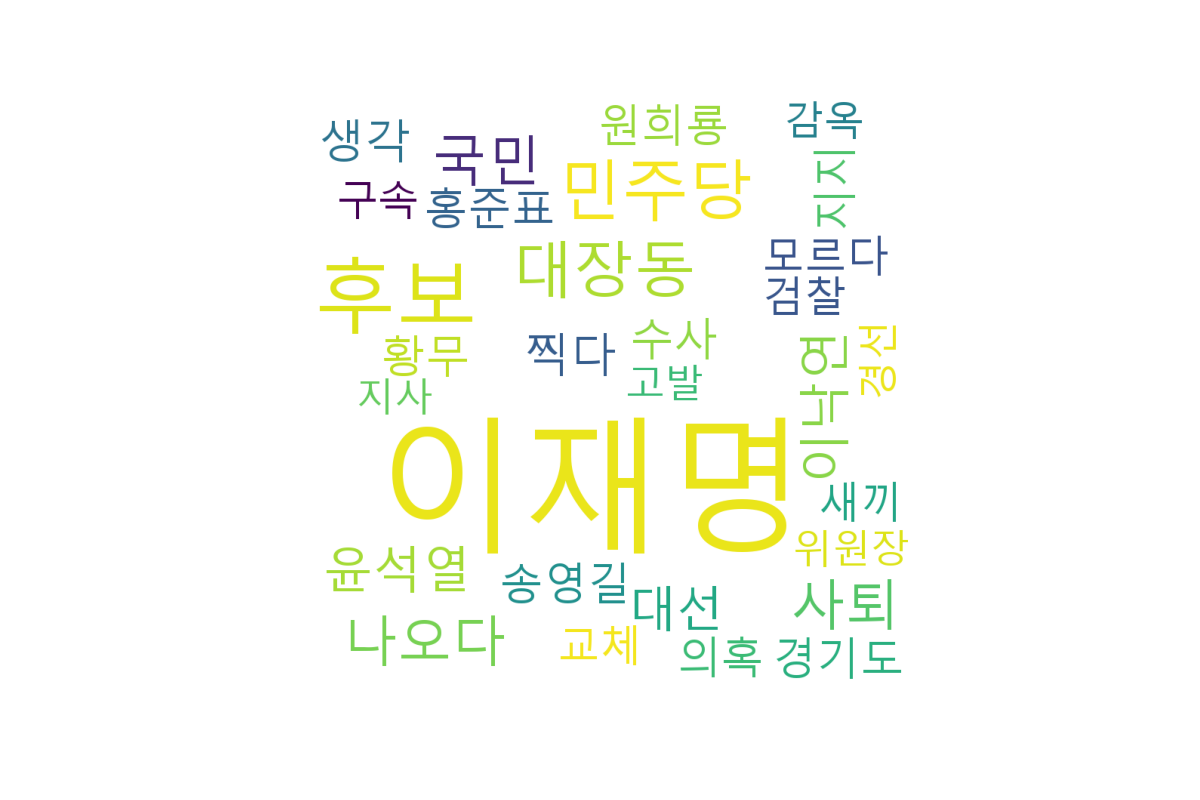 원희룡
감옥
생각
국민
민주당
지지
구속
홍준표
대장동
모르다
검찰
후보
황무
찍다
수사
고발
이낙연
경선
지사
이재명
새끼
위원장
윤석열
송영길
대선
사퇴
나오다
교체
의혹
경기도